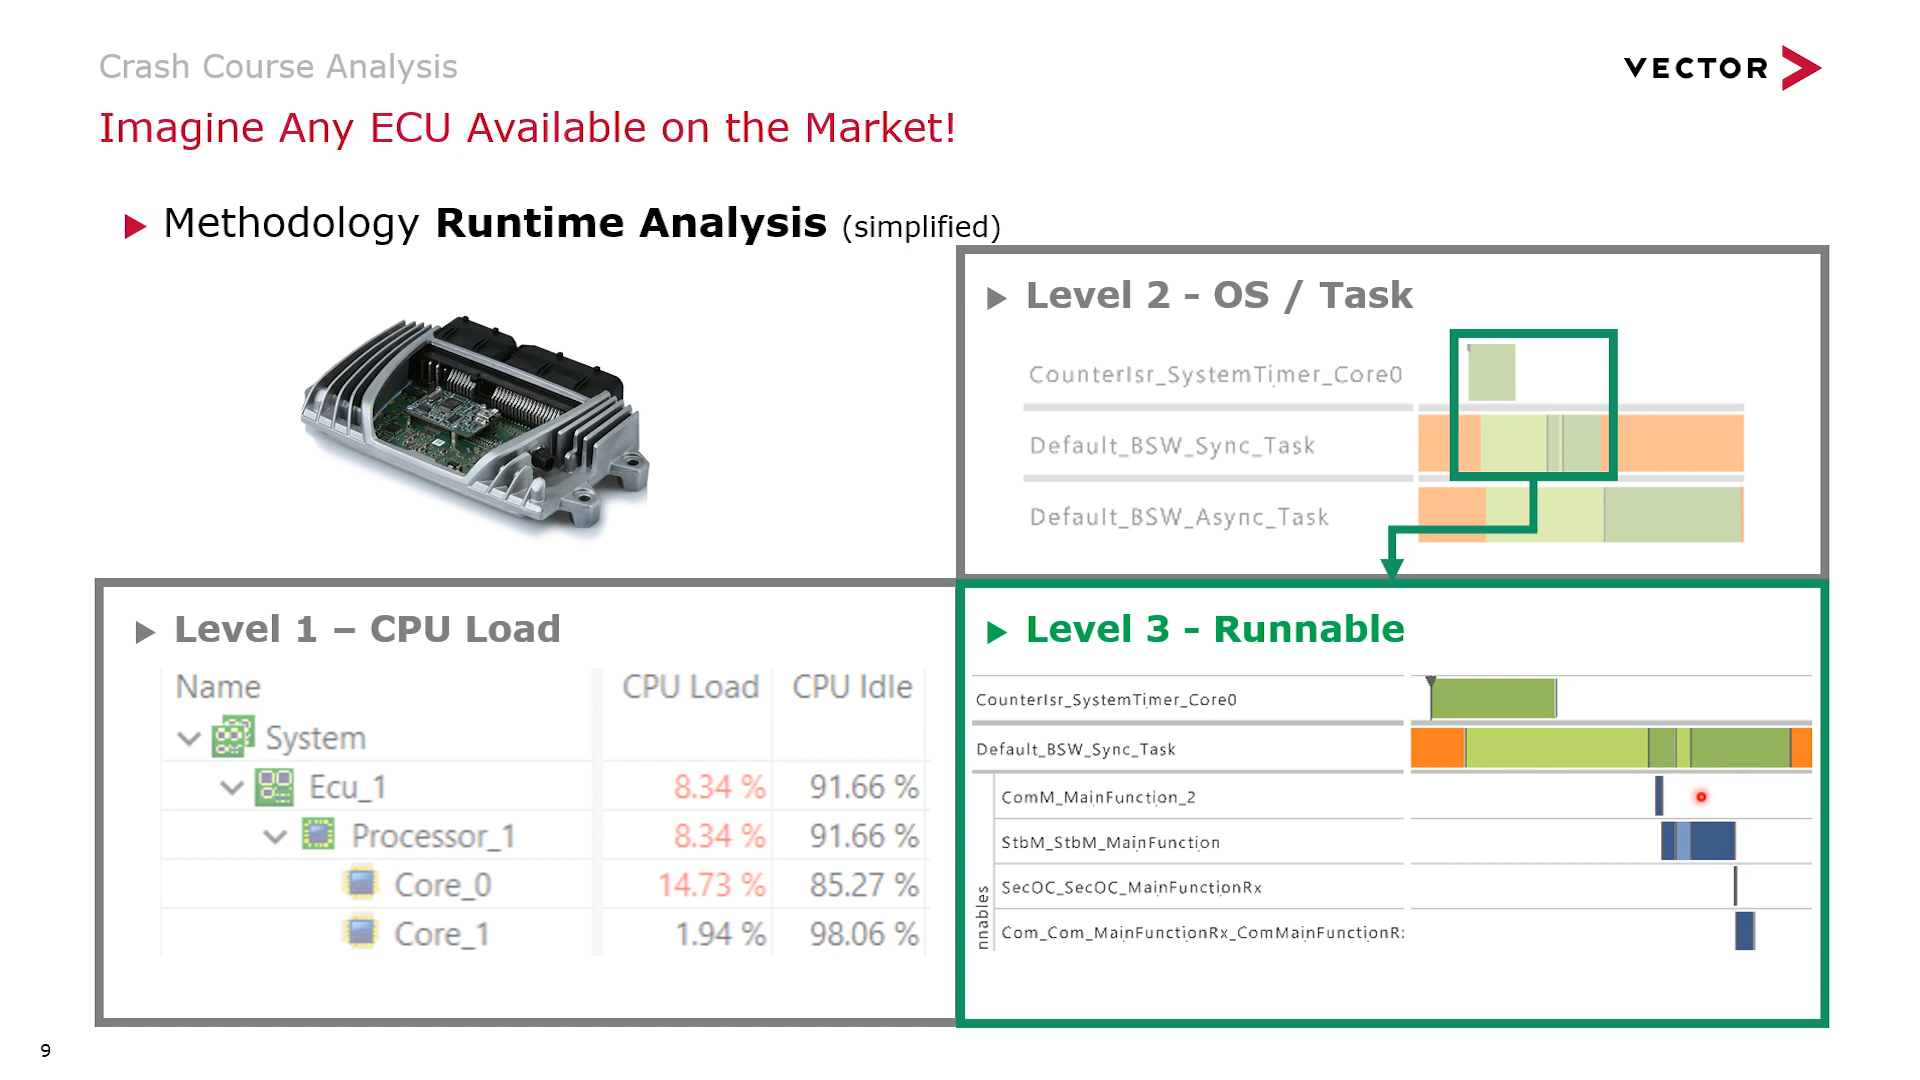 Crash Course Analysis
VECTOR
Imagine Any ECU Available on the Market!
Methodology Runtime Analysis (simplified)
Level 2 - OS / Task
CounterIsr_SystemTimer_Core0
Default_BSW_Sync_Task
Default_BSW_Async_Task
Level 1 – CPU Load
Name CPU Load CPU Idle
System
Ecu_1 8.34 % 91.66 %
Processor_1 8.34 % 91.66 %
Core_0 14.73 % 85.27 %
Core_1 1.94 % 98.06 %
Level 3 - Runnable
CounterIsr_SystemTimer_Core0
Default_BSW_Sync_Task
nnables
ComM_MainFunction_2
StbM_StbM_MainFunction
SecOC_SecOC_MainFunctionRx
Com_Com_MainFunctionRx_ComMainFunctionR:
9